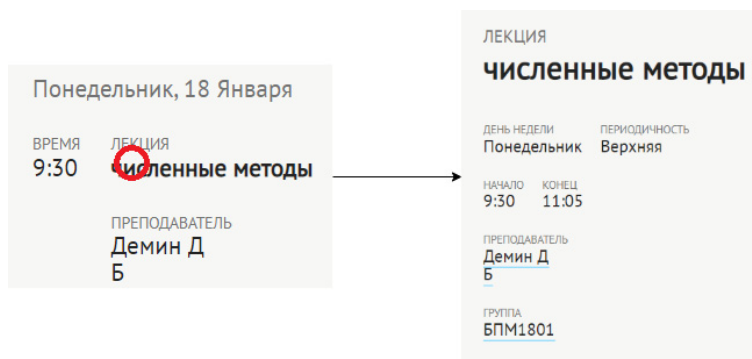 Понедельник, 18 Января
ВРЕМЯ ЛЕКЦИЯ
9:30 численные методы
ПРЕПОДАВАТЕЛЬ
Демин Д
Б
ЛЕКЦИЯ
численные методы
ДЕНЬ НЕДЕЛИ ПЕРИОДИЧНОСТЬ
Понедельник Верхняя
НАЧАЛО КОНЕЦ
9:30 11:05
ПРЕПОДАВАТЕЛЬ
Демин Д
Б
ГРУППА
БПМ1801